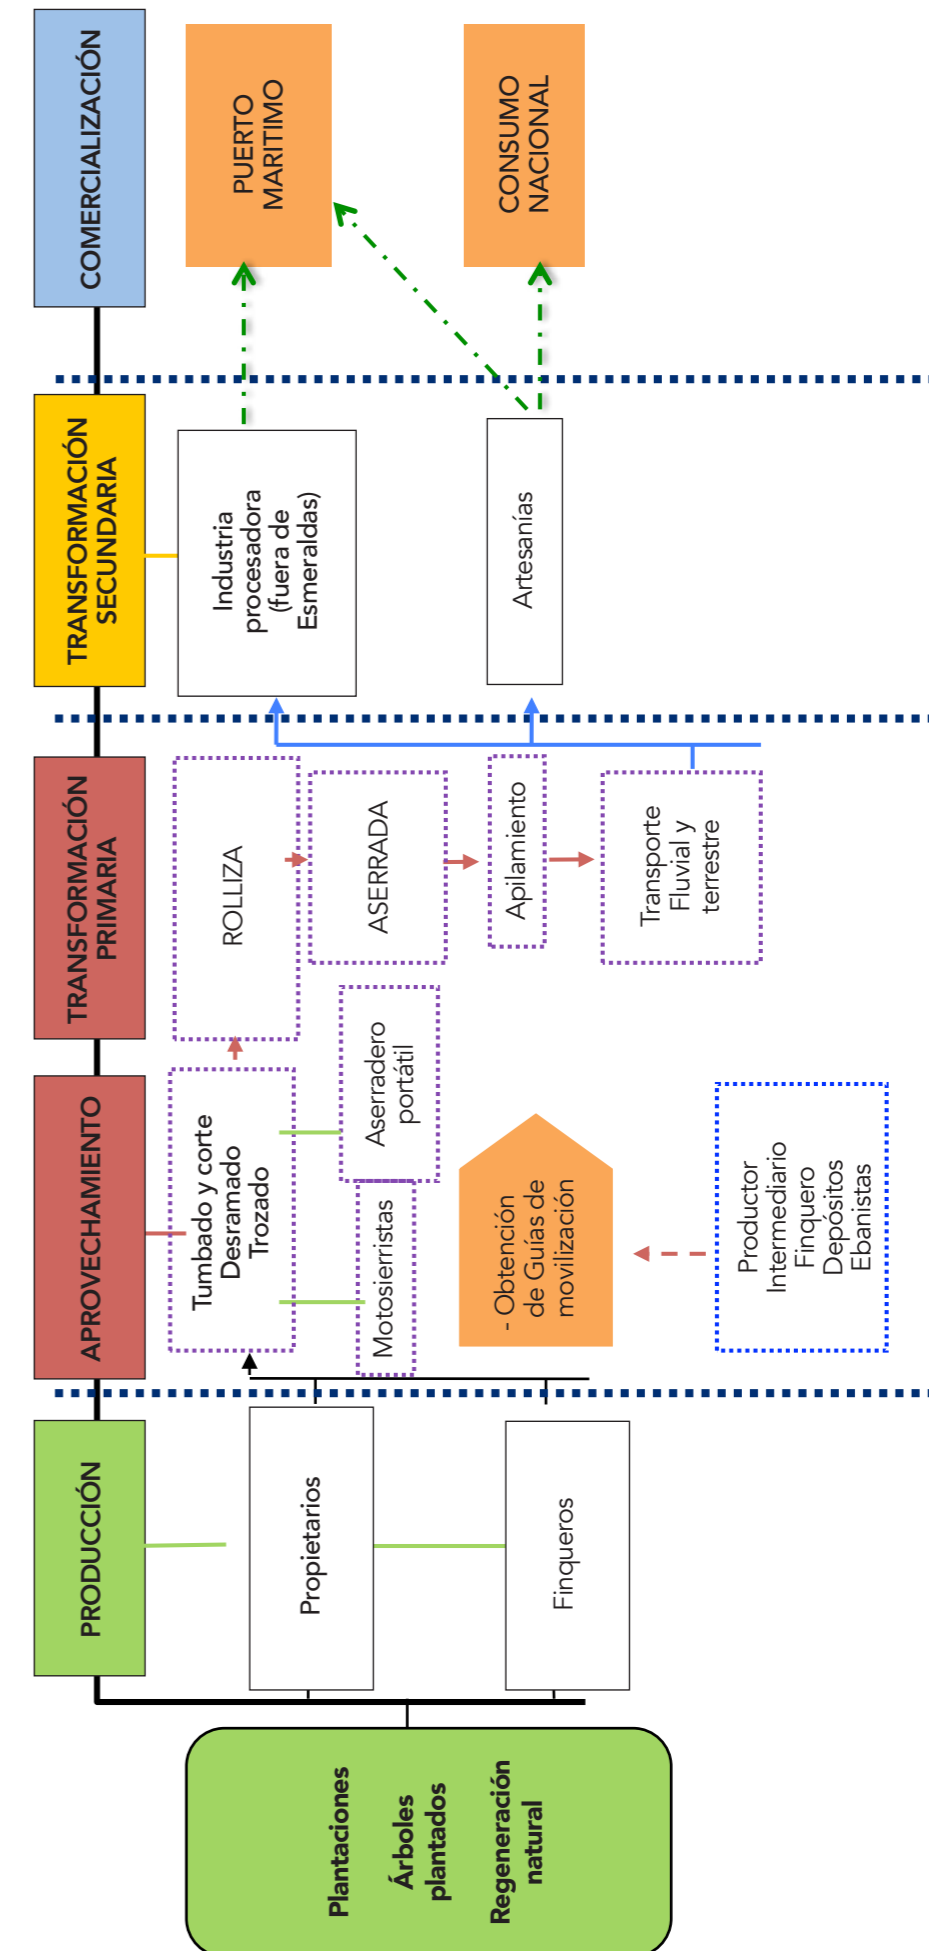 PRODUCCIÓN
APROVECHAMIENTO
TRANSFORMACIÓN
PRIMARIA
TRANSFORMACIÓN
SECUNDARIA
COMERCIALIZACIÓN
Plantaciones
Árboles
plantados
Regeneración
natural
Propietarios
Finqueros
Tumbado y corte
Desramado
Trozado
Motosierristas
Aserradero
portátil
- Obtención
de Guías de
movilización
Productor
Intermediario
Finquero
Depósitos
Ebanistas
ROLLIZA
ASERRADA
Apilamiento
Transporte
Fluvial y
terrestre
Industria
procesadora
(fuera de
Esmeraldas)
Artesanías
PUERTO
MARITIMO
CONSUMO
NACIONAL